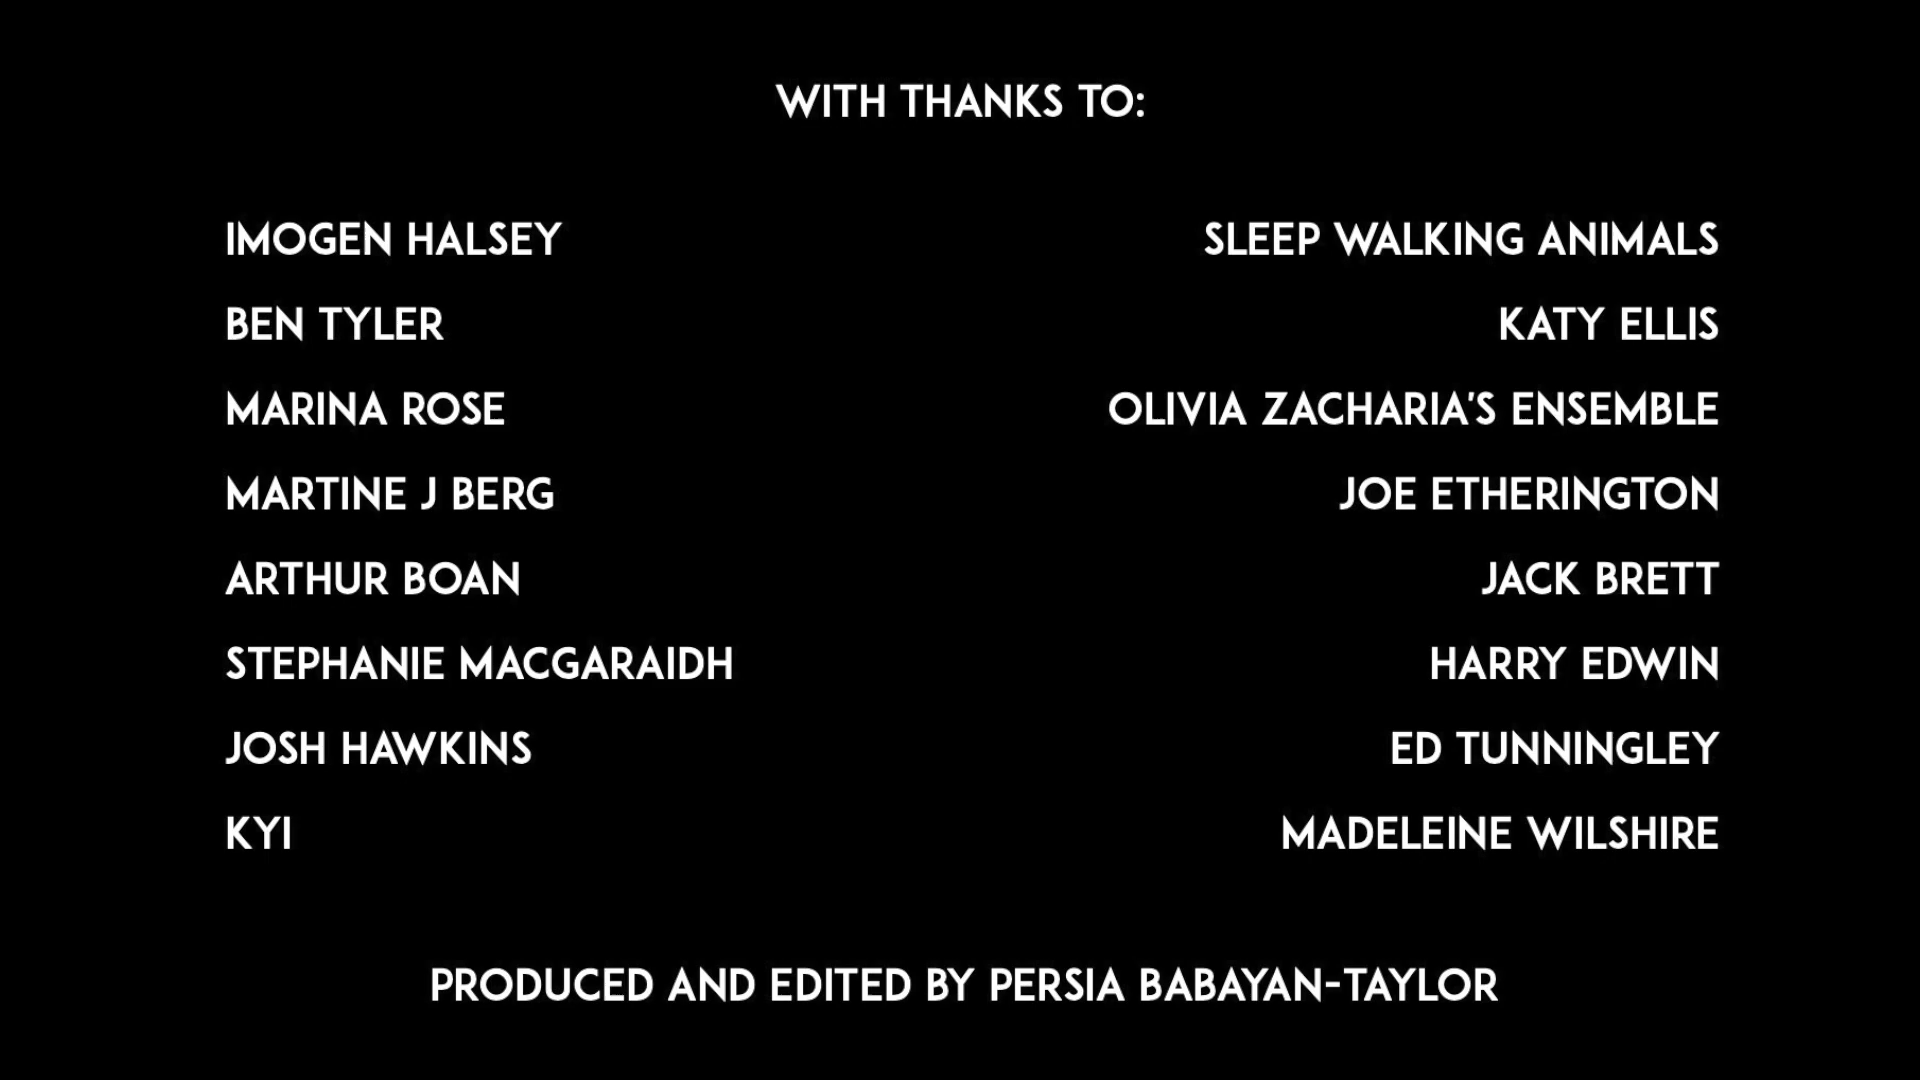 WITH THANKS TO:
IMOGEN HALSEY
BEN TYLER
MARINA ROSE
MARTINE J BERG
ARTHUR BOAN
STEPHANIE MACGARAIDH
JOSH HAWKINS
KYI
SLEEP WALKING ANIMALS
KATY ELLIS
OLIVIA ZACHARIA'S ENSEMBLE
JOE ETHERINGTON
JACK BRETT
HARRY EDWIN
ED TUNNINGLEY
MADELEINE WILSHIRE
PRODUCED AND EDITED BY PERSIA BABAYAN-TAYLOR